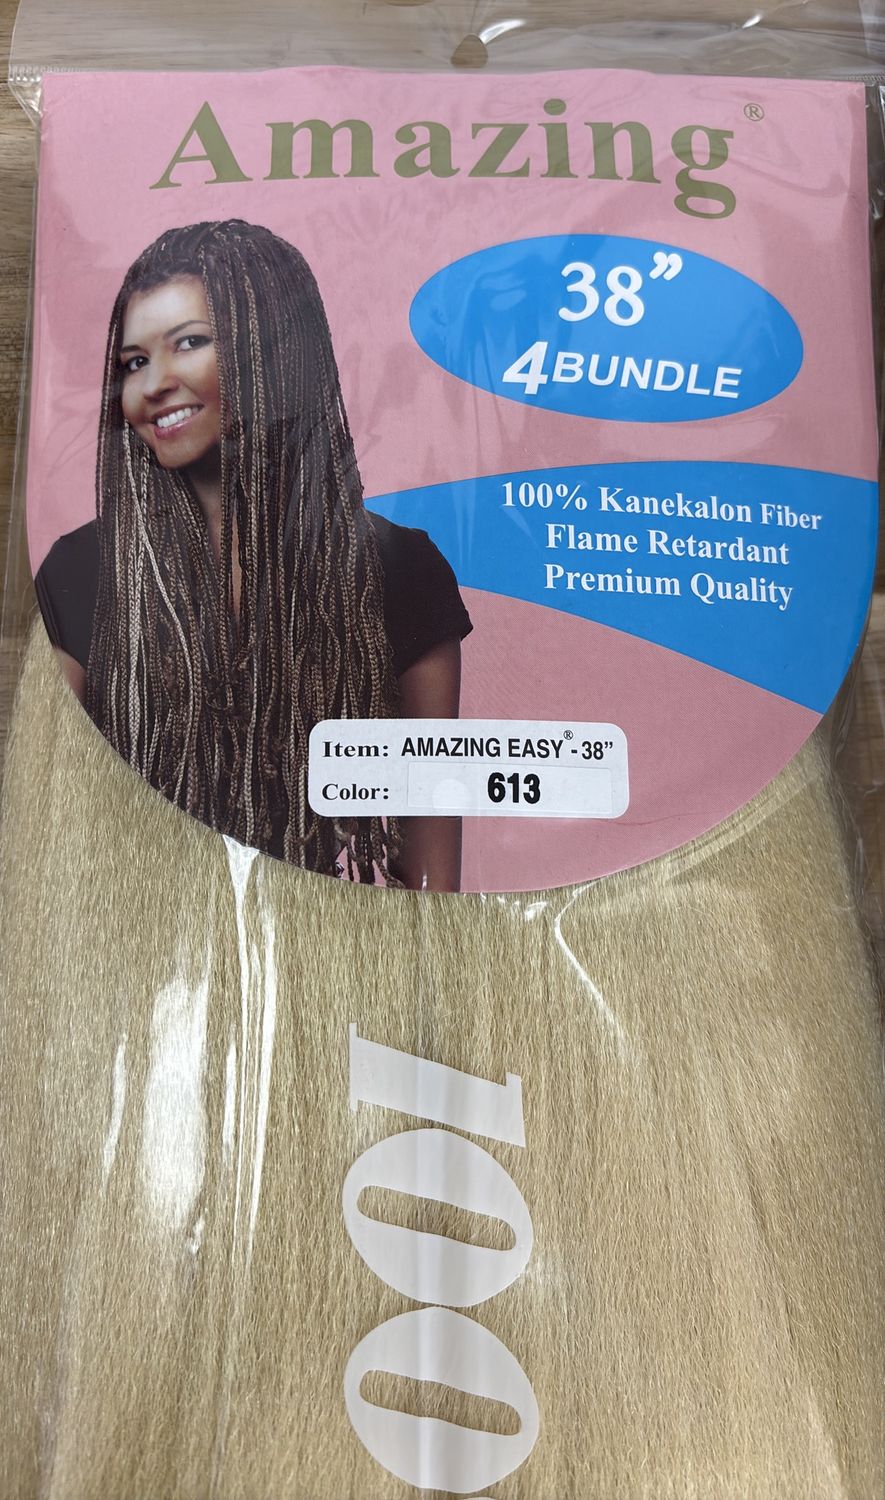 Amazing®
38”
4BUNDLE
100% Kanekalon Fiber
Flame Retardant
Premium Quality
Item: AMAZING EASY® - 38”
Color: 613
100